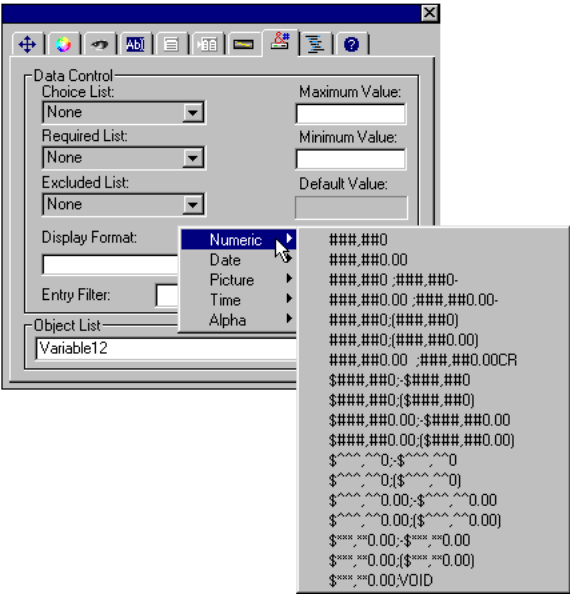 Data Control
Choice List:
Maximum Value:
None
Required List:
Minimum Value:
None
Excluded List:
Default Value:
None
Display Format:
Entry Filter:
Object List
Variable12
Numeric
Date
Picture
Time
Alpha
###,##0
###,##0.00
###,##0 ;###,##0-
###,##0.00 ;###,##0.00-
###,##0;(###,##0)
###,##0;(###,##0.00)
###,##0.00  ;###,##0.00CR
$###,##0;-$###,##0
$###,##0;($###,##0)
$###,##0.00;-$###,##0.00
$###,##0.00;($###,##0.00)
$^^^,^^0;-$^^^,^^0
$^^^,^^0;($^^^,^^0)
$^^^,^^0.00;-$^^^,^^0.00
$^^^,^^0.00;($^^^,^^0.00)
$***,**0.00;-$***,**0.00
$***,**0.00;($***,**0.00)
$***,**0.00;VOID